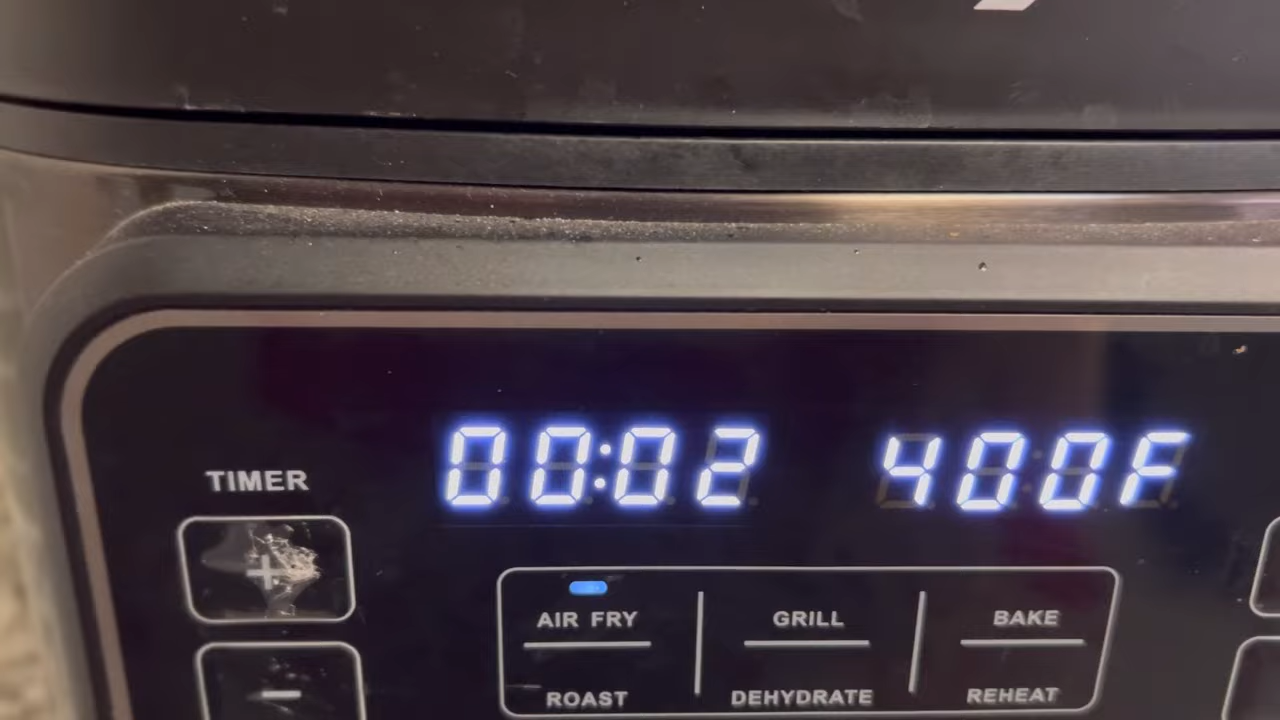 00:02 400F
TIMER
+
AIR FRY GRILL BAKE
-
ROAST DEHYDRATE REHEAT